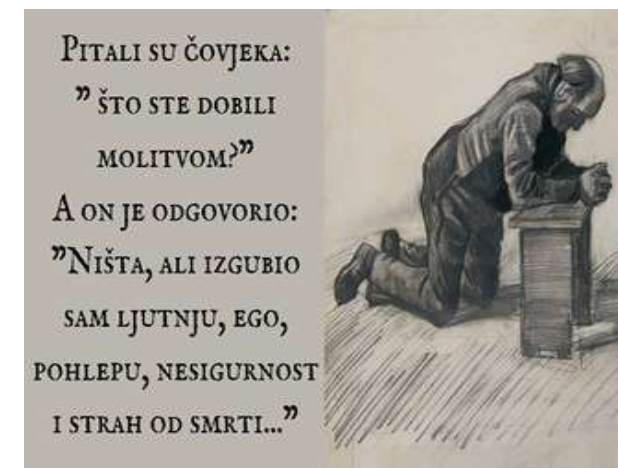 Pitali su čovjeka:
” što ste dobili
molitvom?”
A on je odgovorio:
”Ništa, ali izgubio
sam ljutnju, ego,
pohlepu, nesigurnost
i strah od smrti...”